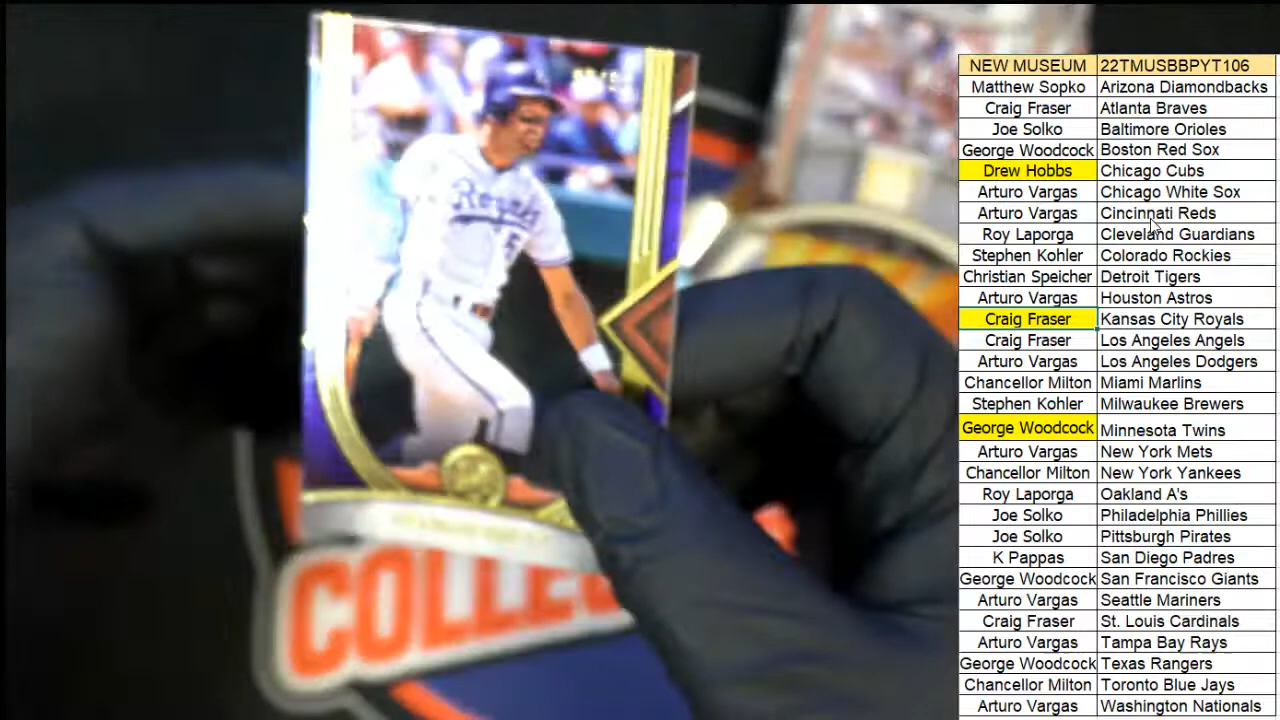 Royals
5
COLLE
NEW MUSEUM 22TMUSBBPYT106
Matthew Sopko Arizona Diamondbacks
Craig Fraser Atlanta Braves
Joe Solko Baltimore Orioles
George Woodcock Boston Red Sox
Drew Hobbs Chicago Cubs
Arturo Vargas Chicago White Sox
Arturo Vargas Cincinnati Reds
Roy Laporga Cleveland Guardians
Stephen Kohler Colorado Rockies
Christian Speicher Detroit Tigers
Arturo Vargas Houston Astros
Craig Fraser Kansas City Royals
Craig Fraser Los Angeles Angels
Arturo Vargas Los Angeles Dodgers
Chancellor Milton Miami Marlins
Stephen Kohler Milwaukee Brewers
George Woodcock Minnesota Twins
Arturo Vargas New York Mets
Chancellor Milton New York Yankees
Roy Laporga Oakland A's
Joe Solko Philadelphia Phillies
Joe Solko Pittsburgh Pirates
K Pappas San Diego Padres
George Woodcock San Francisco Giants
Arturo Vargas Seattle Mariners
Craig Fraser St. Louis Cardinals
Arturo Vargas Tampa Bay Rays
George Woodcock Texas Rangers
Chancellor Milton Toronto Blue Jays
Arturo Vargas Washington Nationals